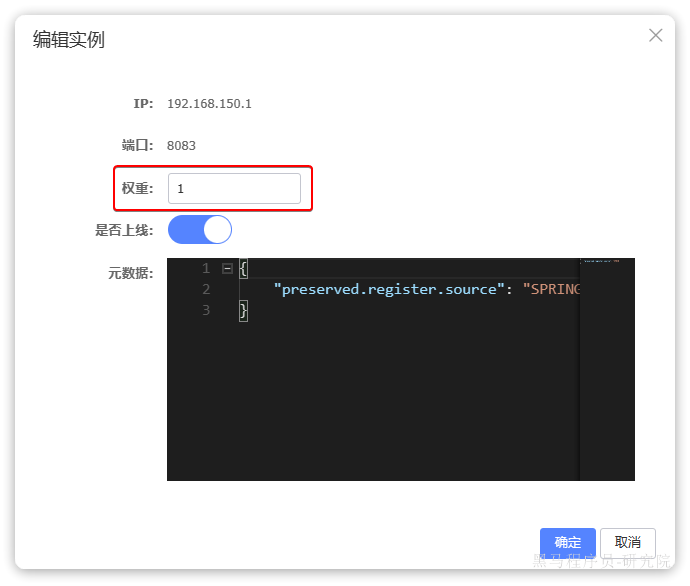 编辑实例
IP: 192.168.150.1
端口: 8083
权重: 1
是否上线:
元数据:
1 {
2 "preserved.register.source": "SPRING
3 }
确定 取消
黑马程序员-研究院